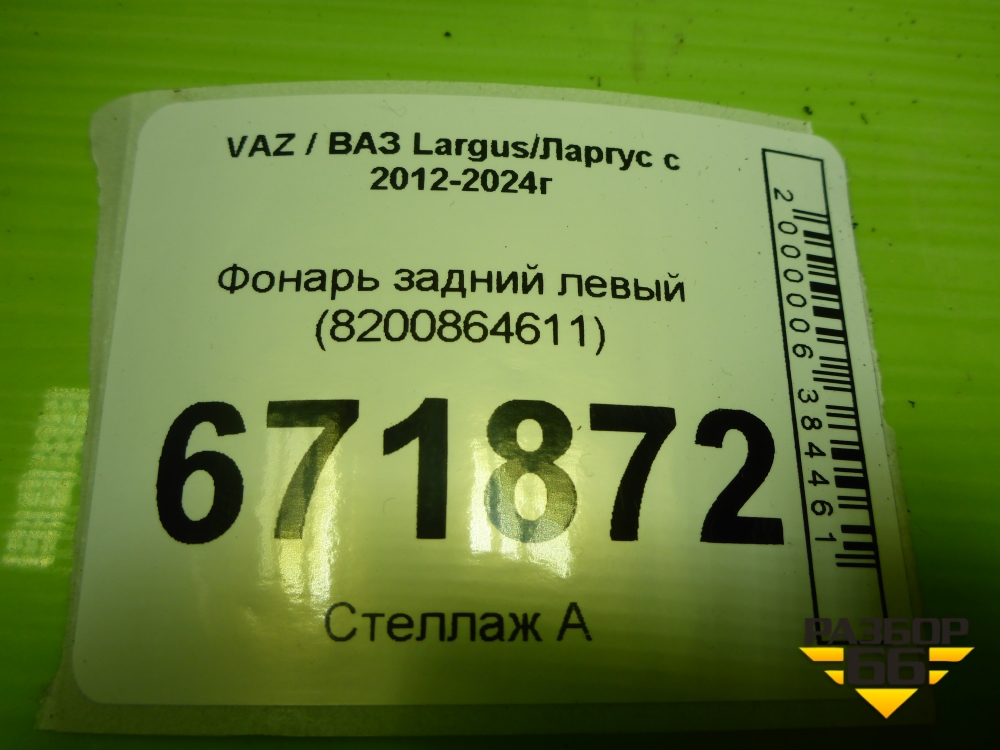 VAZ / ВАЗ Largus/Ларгус с
2012-2024г
Фонарь задний левый
(8200864611)
671872
Стеллаж А
2000006384461
РАЗБОР
66